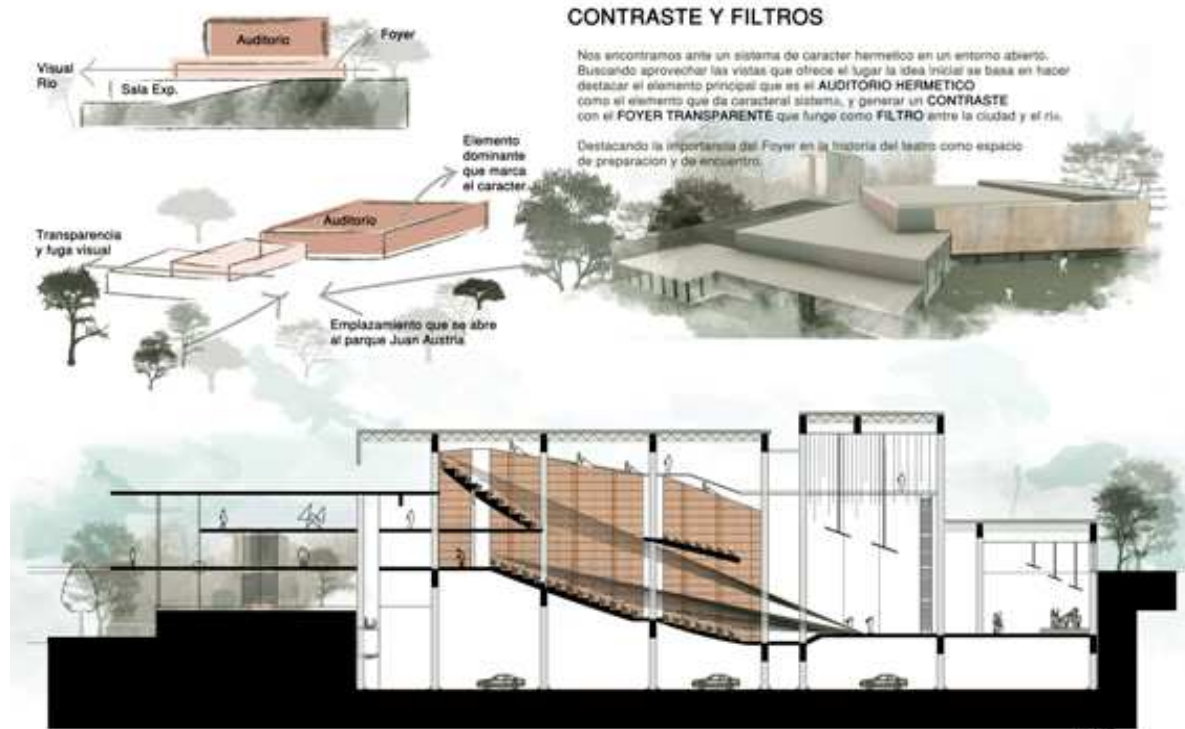 CONTRASTE Y FILTROS
Nos encontramos ante un sistema de caracter hermetico en un entorno abierto.
Buscando aprovechar las vistas que ofrece el lugar la idea inicial se basa en hacer
destacar el elemento principal que es el AUDITORIO HERMETICO
como el elemento que da caracteral sistema, y generar un CONTRASTE
con el FOYER TRANSPARENTE que funge como FILTRO entre la ciudad y el rio.
Destacando la importancia del Foyer en la historia del teatro como espacio
de preparacion y de encuentro.
Auditorio
Foyer
Visual
Rio
Sala Exp.
Elemento
dominante
que marca
el caracter
Auditorio
Transparencia
y fuga visual
Emplazamiento que se abre
al parque Juan Austria